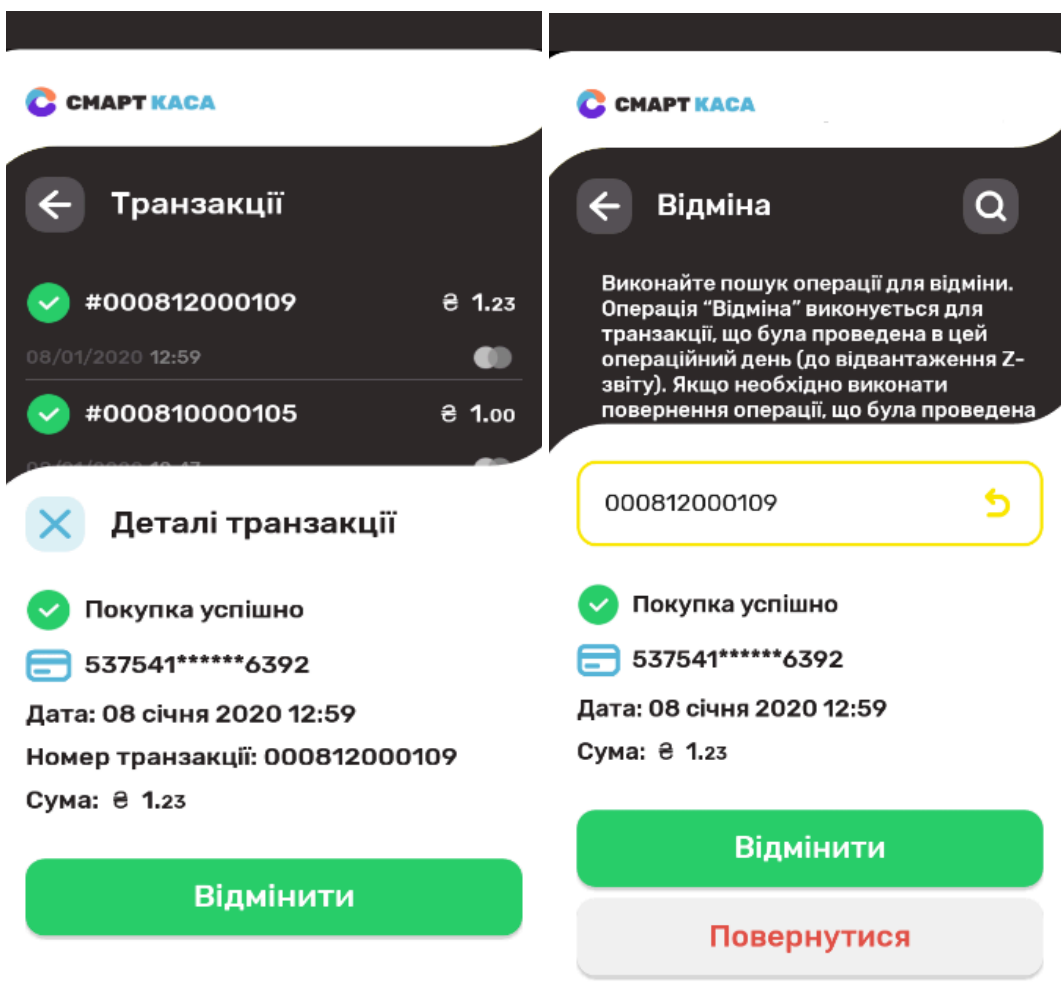 СМАРТ КАСА
Транзакції
#000812000109 ₴ 1.23
08/01/2020 12:59
#000810000105 ₴ 1.00
Деталі транзакції
Покупка успішно
537541******6392
Дата: 08 січня 2020 12:59
Номер транзакції: 000812000109
Сума: ₴ 1.23
Відмінити
СМАРТ КАСА
Відміна
Виконайте пошук операції для відміни.
Операція “Відміна” виконується для
транзакції, що була проведена в цей
операційний день (до відвантаження Z-
звіту). Якщо необхідно виконати
повернення операції, що була проведена
000812000109
Покупка успішно
537541******6392
Дата: 08 січня 2020 12:59
Сума: ₴ 1.23
Відмінити
Повернутися